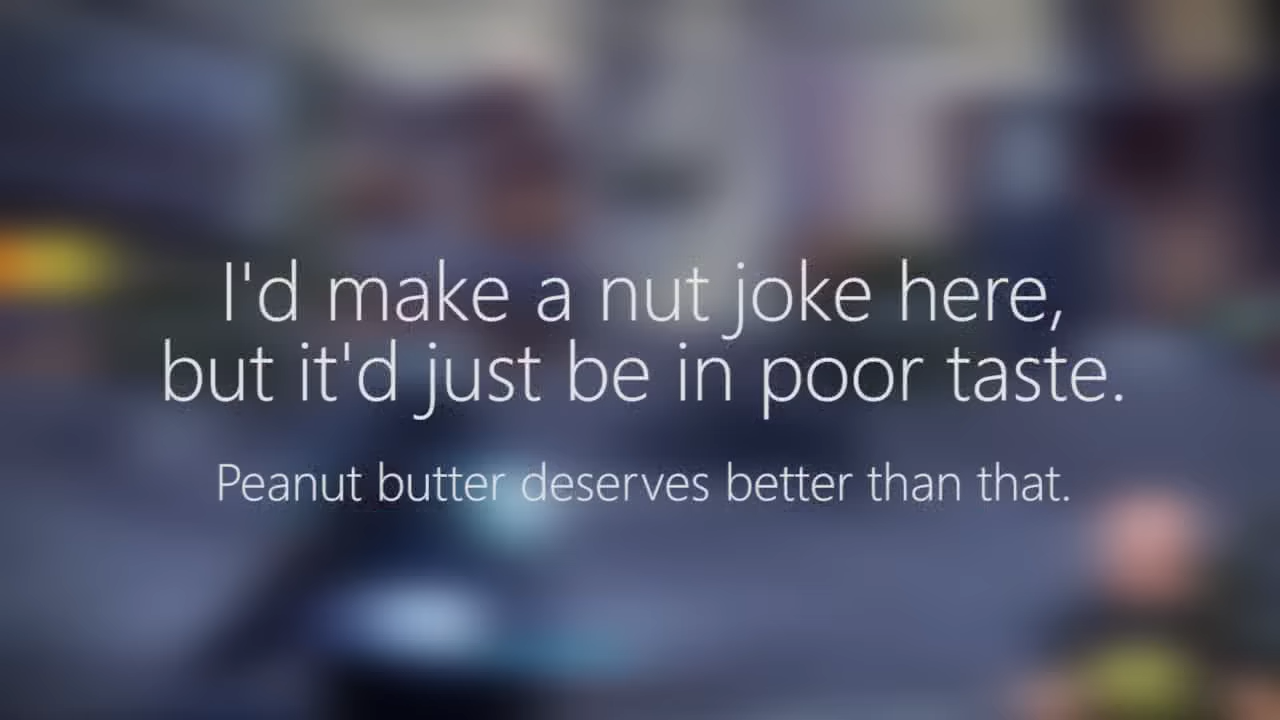 I'd make a nut joke here,
but it'd just be in poor taste.
Peanut butter deserves better than that.